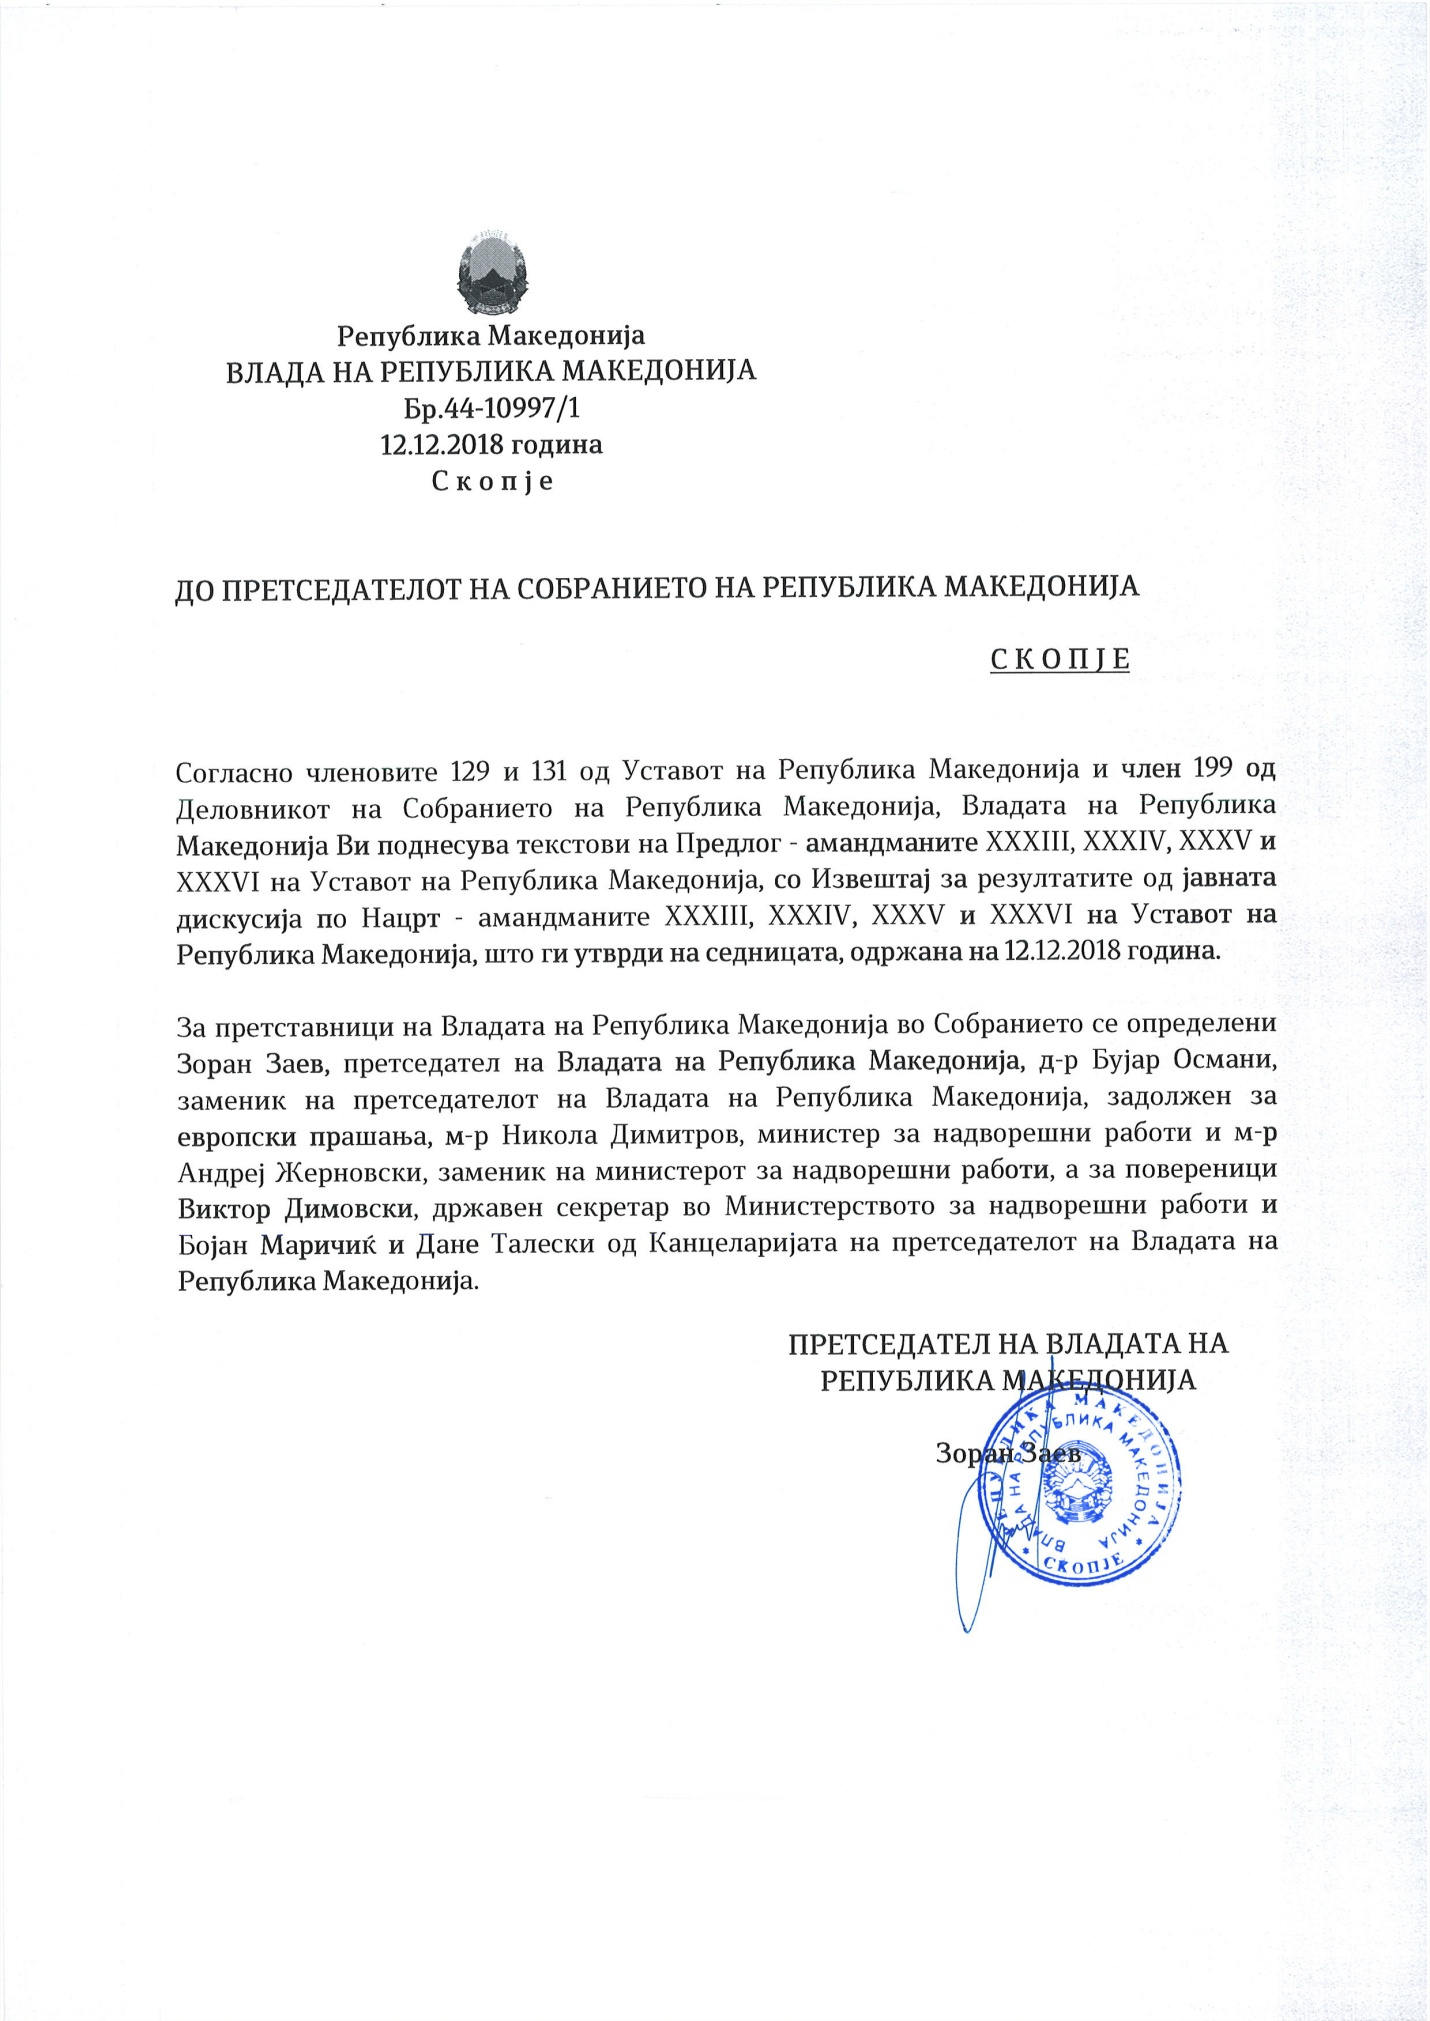 Република Македонија
ВЛАДА НА РЕПУБЛИКА МАКЕДОНИЈА
Бр.44-10997/1
12.12.2018 година
С к о п ј е
ДО ПРЕТСЕДАТЕЛОТ НА СОБРАНИЕТО НА РЕПУБЛИКА МАКЕДОНИЈА
С К О П Ј Е
Согласно членовите 129 и 131 од Уставот на Република Македонија и член 199 од
Деловникот на Собранието на Република Македонија, Владата на Република
Македонија Ви поднесува текстови на Предлог - амандманите XXXIII, XXXIV, XXXV и
XXXVI на Уставот на Република Македонија, со Извештај за резултатите од јавната
дискусија по Нацрт - амандманите XXXIII, XXXIV, XXXV и XXXVI на Уставот на
Република Македонија, што ги утврди на седницата, одржана на 12.12.2018 година.
За претставници на Владата на Република Македонија во Собранието се определени
Зоран Заев, претседател на Владата на Република Македонија, д-р Бујар Османи,
заменик на претседателот на Владата на Република Македонија, задолжен за
европски прашања, м-р Никола Димитров, министер за надворешни работи и м-р
Андреј Жерновски, заменик на министерот за надворешни работи, а за повереници
Виктор Димовски, државен секретар во Министерството за надворешни работи и
Бојан Маричиќ и Дане Талески од Канцеларијата на претседателот на Владата на
Република Македонија.
ПРЕТСЕДАТЕЛ НА ВЛАДАТА НА
РЕПУБЛИКА МАКЕДОНИЈА
Зоран Заев
РЕПУБЛИКА МАКЕДОНИЈА
ВЛАДА НА РЕПУБЛИКА МАКЕДОНИЈА
* СКОПЈЕ *